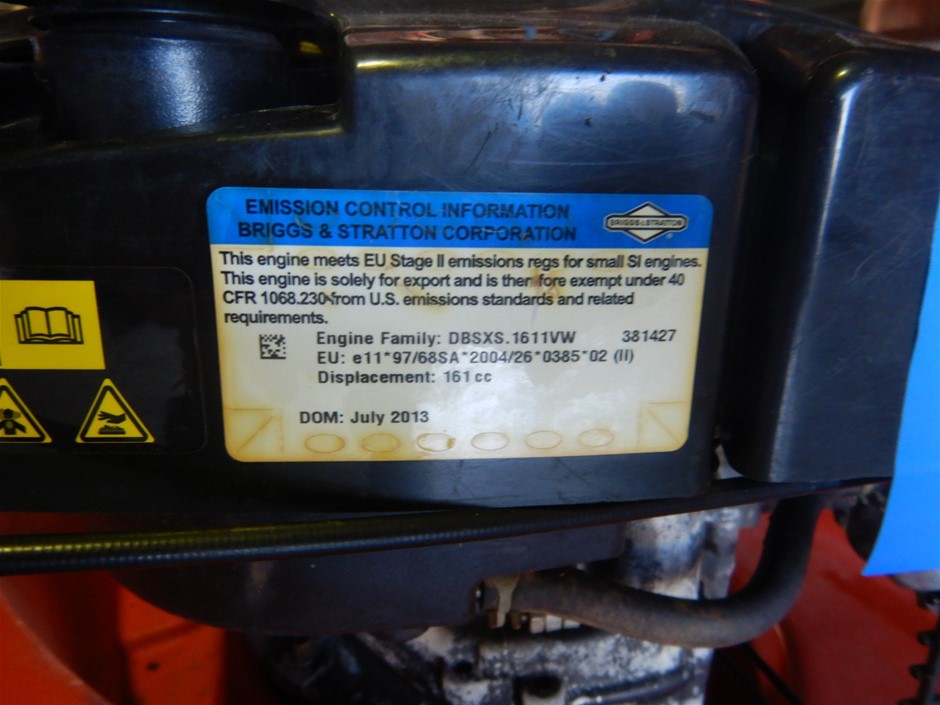 EMISSION CONTROL INFORMATION
BRIGGS & STRATTON CORPORATION
BRIGGS & STRATTON
®
This engine meets EU Stage II emissions regs for small SI engines.
This engine is solely for export and is therefore exempt under 40
CFR 1068.230 from U.S. emissions standards and related
requirements.
Engine Family: DBSXS.1611VW 381427
EU: e11*97/68SA*2004/26*0385*02 (II)
Displacement: 161 cc
DOM: July 2013